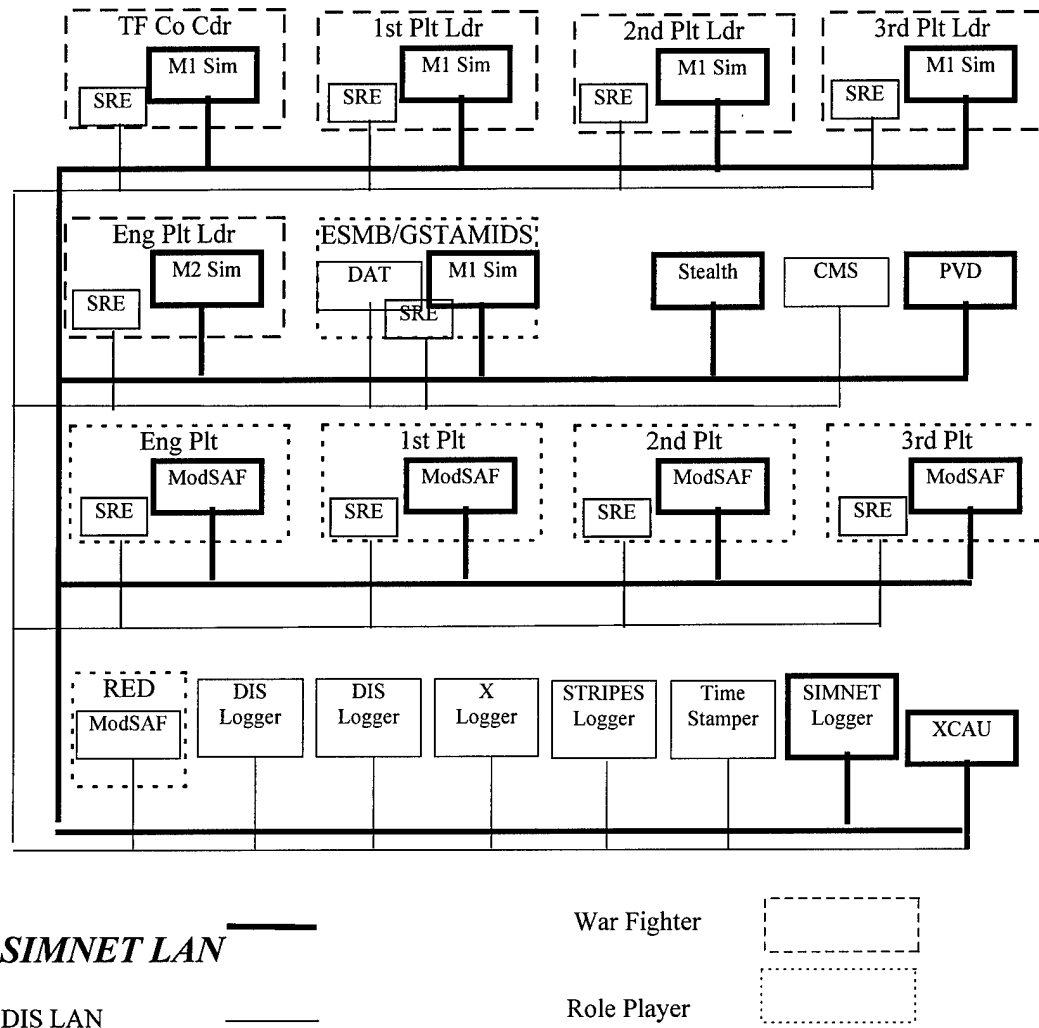 TF Co Cdr
M1 Sim
SRE
1st Plt Ldr
M1 Sim
SRE
2nd Plt Ldr
M1 Sim
SRE
3rd Plt Ldr
M1 Sim
SRE
Eng Plt Ldr
M2 Sim
SRE
ESMB/GSTAMIDS
DAT
M1 Sim
SRE
Stealth
CMS
PVD
Eng Plt
ModSAF
SRE
1st Plt
ModSAF
SRE
2nd Plt
ModSAF
SRE
3rd Plt
ModSAF
SRE
RED
ModSAF
DIS
Logger
DIS
Logger
X
Logger
STRIPES
Logger
Time
Stamper
SIMNET
Logger
XCAU
SIMNET LAN
War Fighter
DIS LAN
Role Player